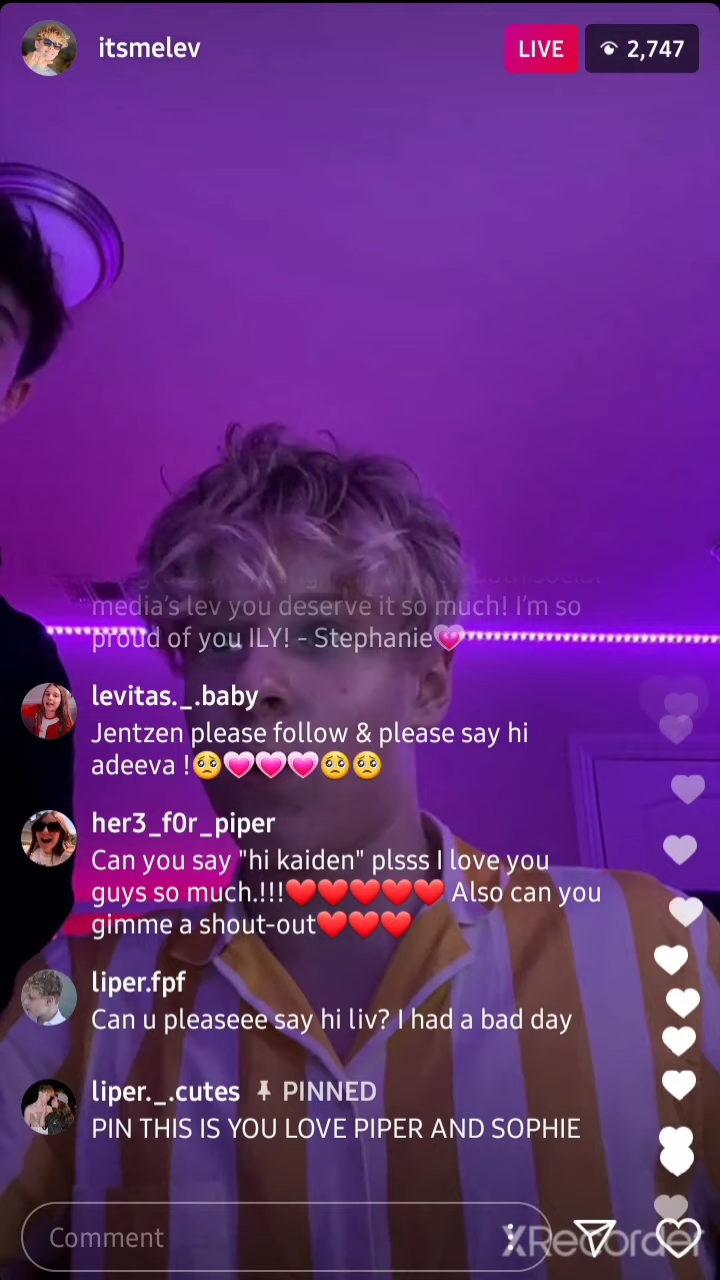 itsmelev
LIVE
2,747
media's lev you deserve it so much! I'm so
proud of you ILY! - Stephanie💗
levitas._.baby
Jentzen please follow & please say hi
adeeva !🥺💗💗💗🥺🥺
her3_f0r_piper
Can you say "hi kaiden" plsss I love you
guys so much.!!!❤️❤️❤️❤️❤️ Also can you
gimme a shout-out❤️❤️❤️
liper.fpf
Can u pleaseee say hi liv? I had a bad day
liper._.cutes PINNED
PIN THIS IS YOU LOVE PIPER AND SOPHIE
Comment
XRecorder